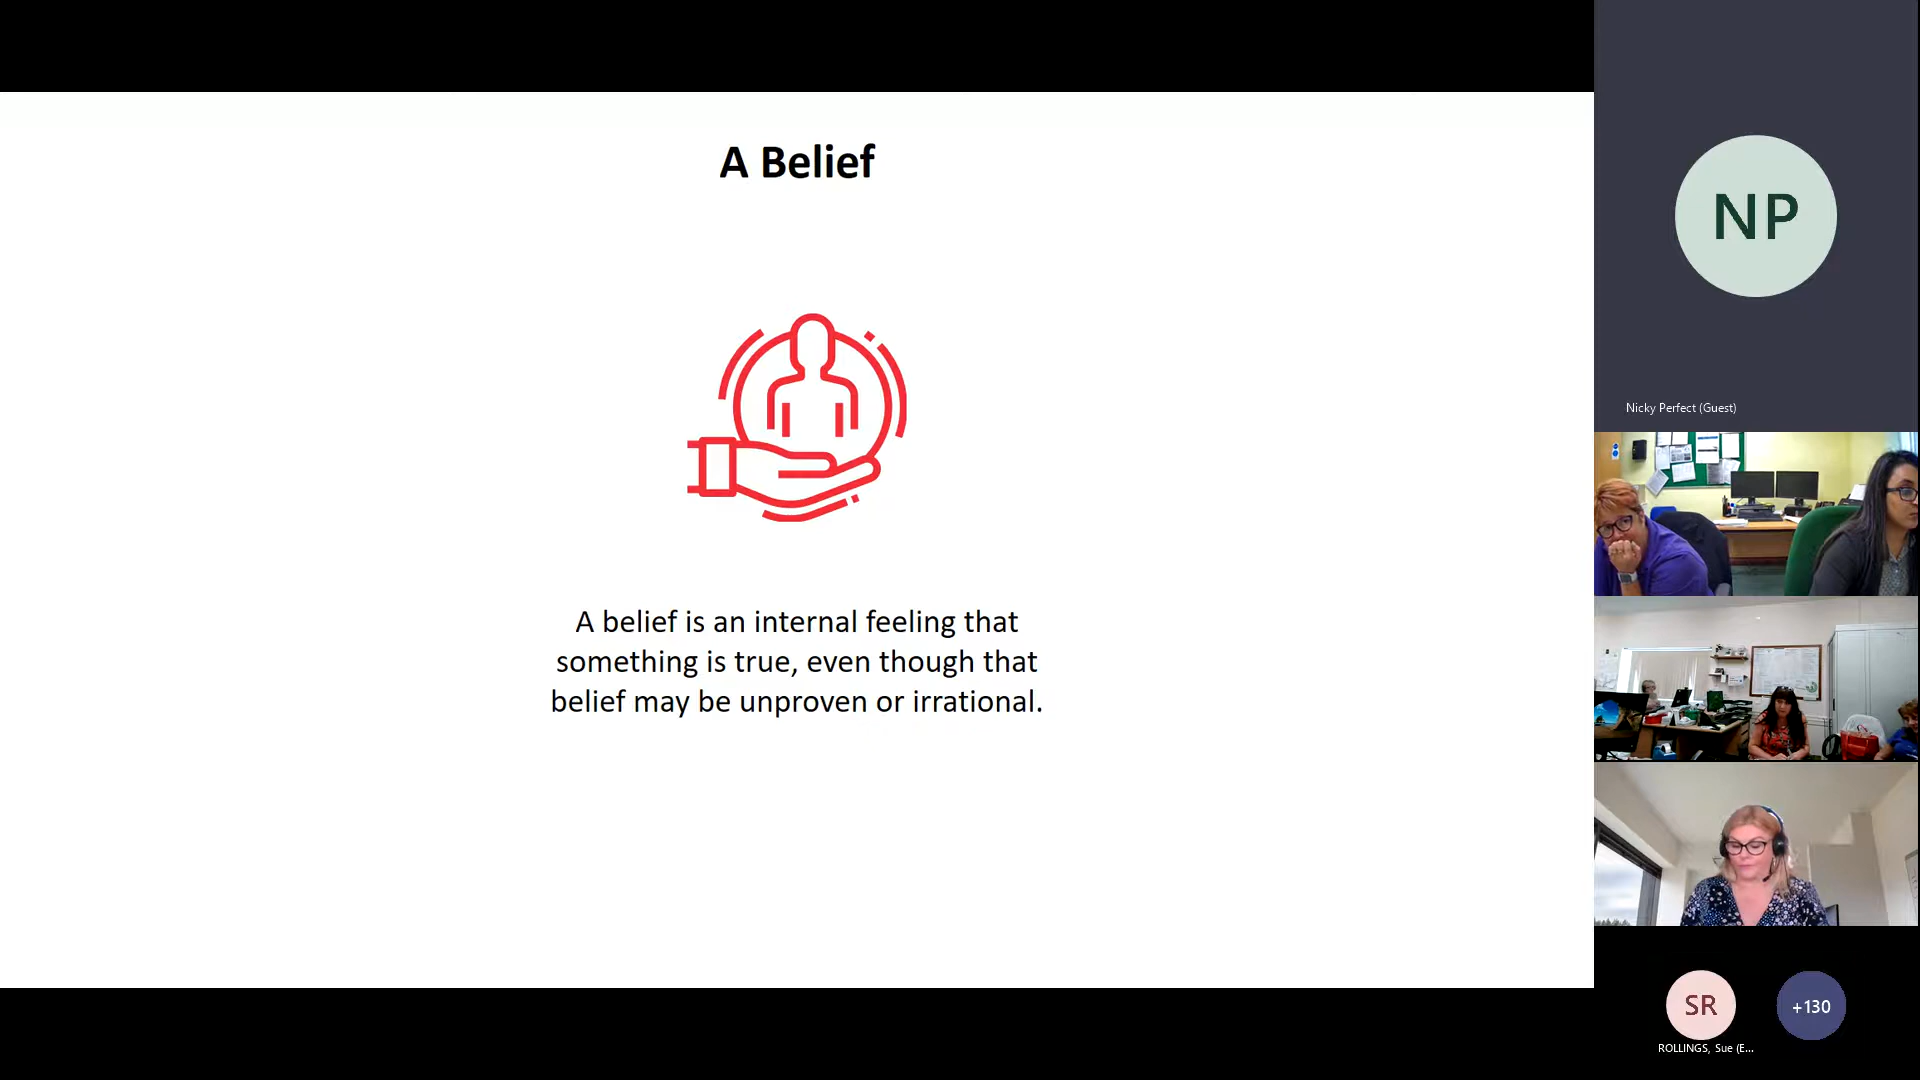 A Belief
A belief is an internal feeling that
something is true, even though that
belief may be unproven or irrational.
NP
Nicky Perfect (Guest)
SR
+130
ROLLINGS, Sue (E...